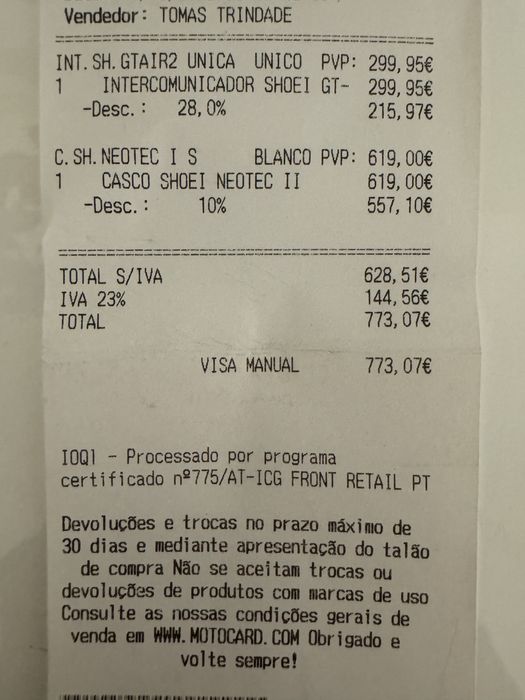 Vendedor: TOMAS TRINDADE
INT. SH. GTAIR2 UNICA UNICO PVP: 299,95€
1 INTERCOMUNICADOR SHOEI GT- 299,95€
-Desc.: 28,0% 215,97€
C. SH. NEOTEC I S BLANCO PVP: 619,00€
1 CASCO SHOEI NEOTEC II 619,00€
-Desc.: 10% 557,10€
TOTAL S/IVA 628,51€
IVA 23% 144,56€
TOTAL 773,07€
VISA MANUAL 773,07€
IOQ1 - Processado por programa
certificado nº775/AT-ICG FRONT RETAIL PT
Devoluções e trocas no prazo máximo de
30 dias e mediante apresentação do talão
de compra Não se aceitam trocas ou
devoluções de produtos com marcas de uso
Consulte as nossas condições gerais de
venda em WWW.MOTOCARD.COM Obrigado e
volte sempre!